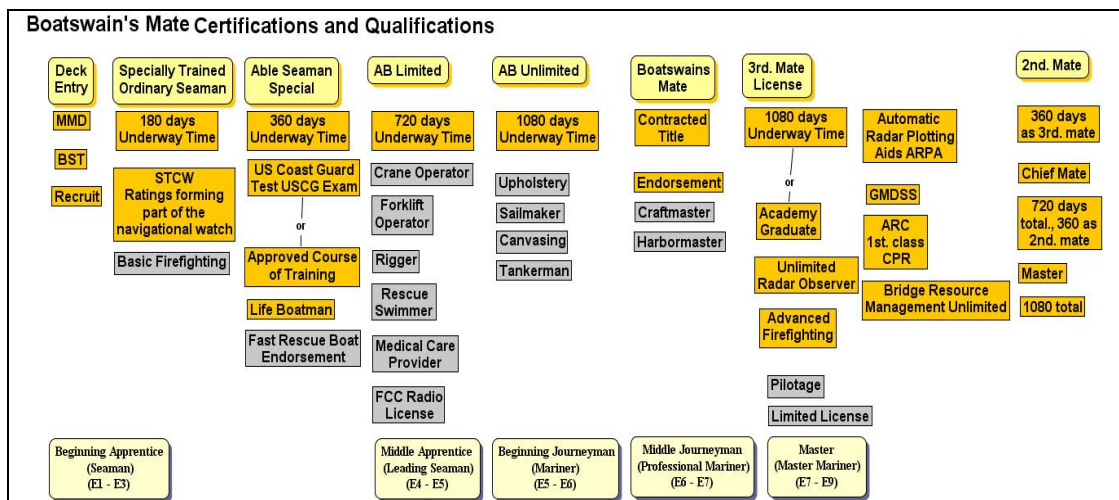 Boatswain's Mate Certifications and Qualifications
Deck
Entry
MMD
BST
Recruit
Specially Trained
Ordinary Seaman
180 days
Underway Time
STCW
Ratings forming
part of the
navigational watch
Basic Firefighting
Able Seaman
Special
360 days
Underway Time
US Coast Guard
Test USCG Exam
or
Approved Course
of Training
Life Boatman
Fast Rescue Boat
Endorsement
AB Limited
720 days
Underway Time
Crane Operator
Forklift
Operator
Rigger
Rescue
Swimmer
Medical Care
Provider
FCC Radio
License
AB Unlimited
1080 days
Underway Time
Upholstery
Sailmaker
Canvasing
Tankerman
Boatswains
Mate
Contracted
Title
Endorsement
Craftmaster
Harbormaster
3rd. Mate
License
1080 days
Underway Time
or
Academy
Graduate
Unlimited
Radar Observer
Advanced
Firefighting
Pilotage
Limited License
Automatic
Radar Plotting
Aids ARPA
GMDSS
ARC
1st. class
CPR
Bridge Resource
Management Unlimited
2nd. Mate
360 days
as 3rd. mate
Chief Mate
720 days
total., 360 as
2nd. mate
Master
1080 total
Beginning Apprentice
(Seaman)
(E1 - E3)
Middle Apprentice
(Leading Seaman)
(E4 - E5)
Beginning Journeyman
(Mariner)
(E5 - E6)
Middle Journeyman
(Professional Mariner)
(E6 - E7)
Master
(Master Mariner)
(E7 - E9)